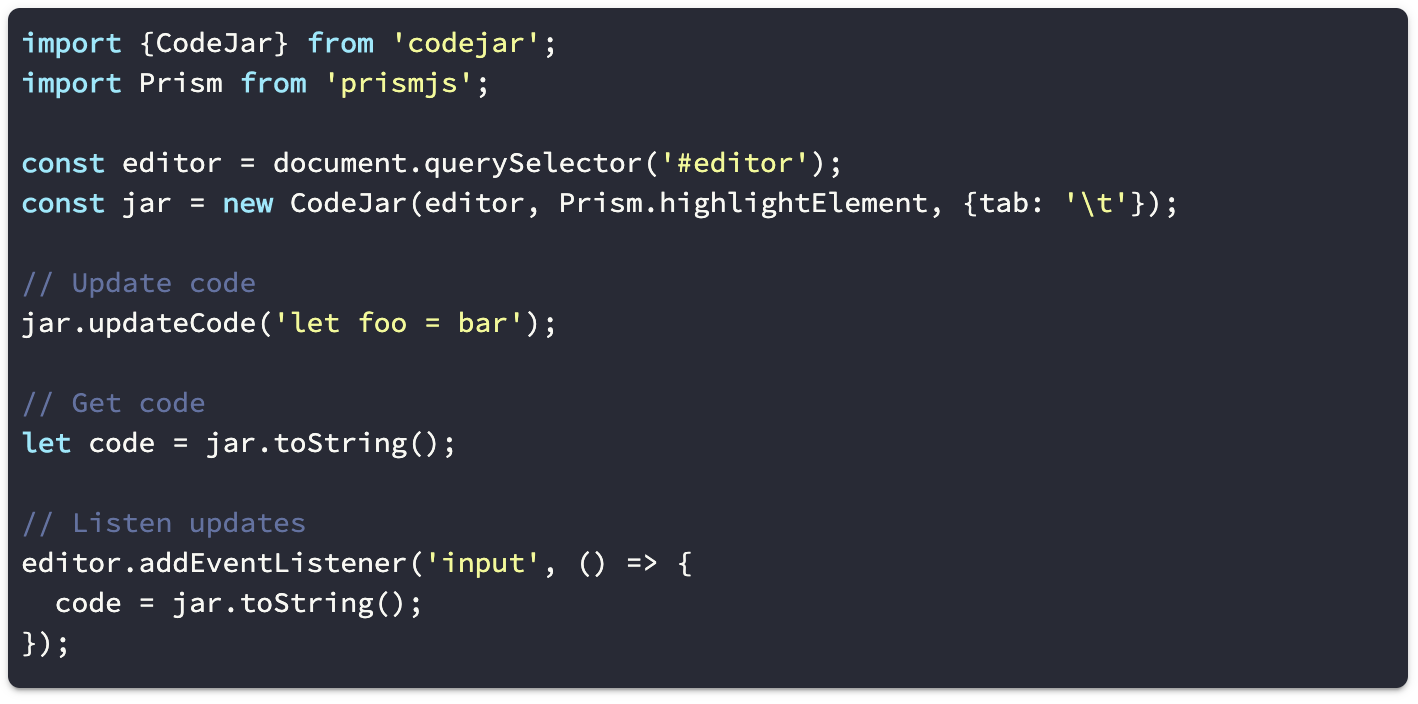 import {CodeJar} from 'codejar';
import Prism from 'prismjs';

const editor = document.querySelector('#editor');
const jar = new CodeJar(editor, Prism.highlightElement, {tab: '\t'});

// Update code
jar.updateCode('let foo = bar');

// Get code
let code = jar.toString();

// Listen updates
editor.addEventListener('input', () => {
  code = jar.toString();
});